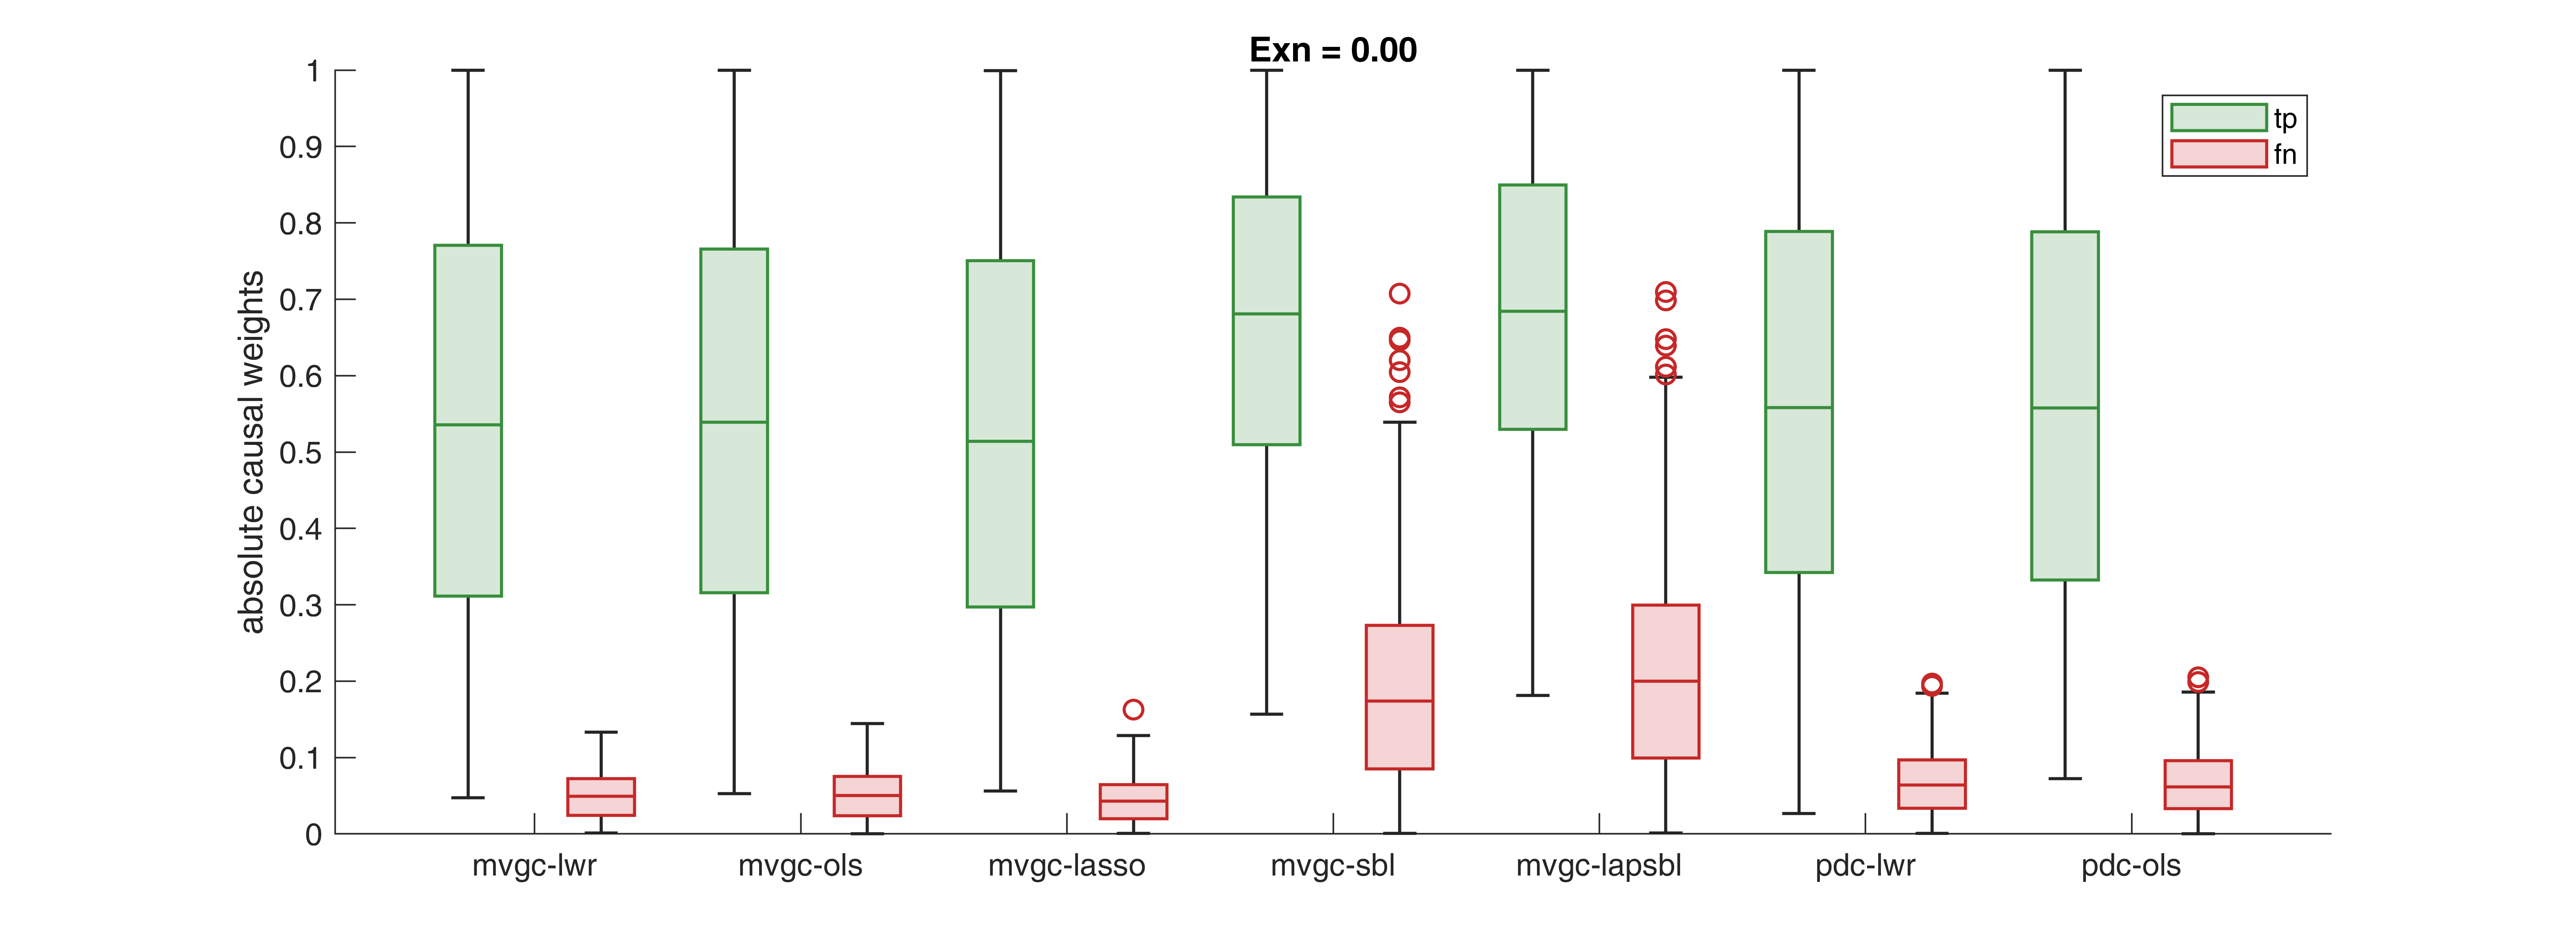 Exn = 0.00
absolute causal weights
1
0.9
0.8
0.7
0.6
0.5
0.4
0.3
0.2
0.1
0
tp
fn
mvgc-lwr
mvgc-ols
mvgc-lasso
mvgc-sbl
mvgc-lapsbl
pdc-lwr
pdc-ols